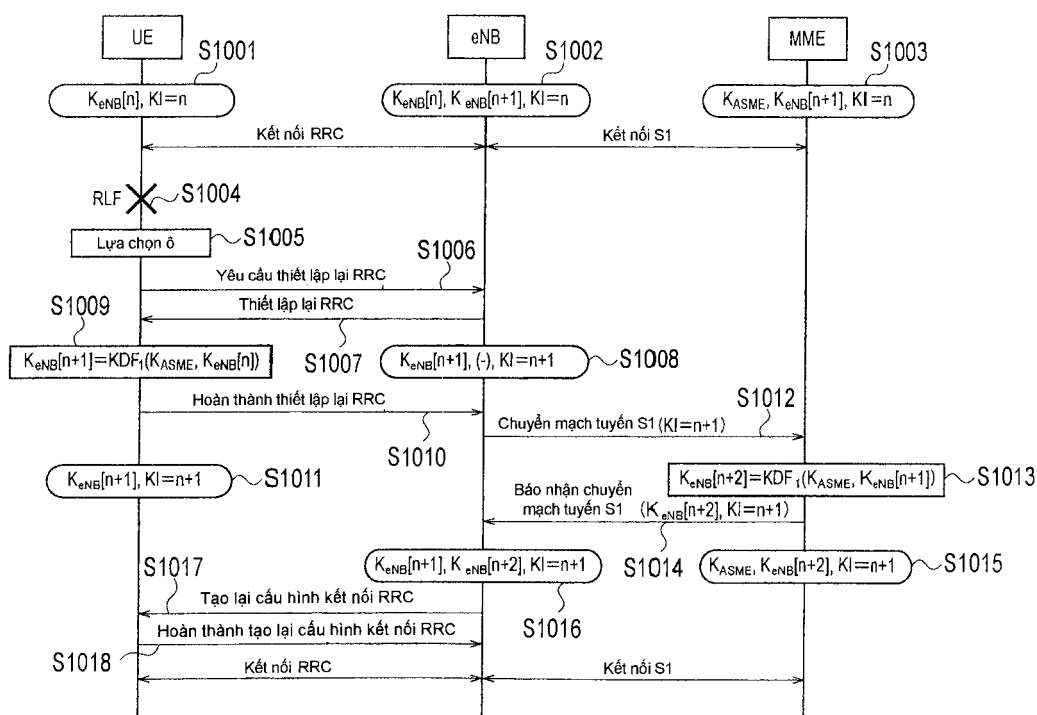 UE
eNB
MME
S1001
S1002
S1003
K_eNB[n], KI=n
K_eNB[n], K_eNB[n+1], KI=n
K_ASME, K_eNB[n+1], KI=n
Kết nối RRC
Kết nối S1
RLF
S1004
Lựa chọn ô
S1005
S1006
Yêu cầu thiết lập lại RRC
S1009
Thiết lập lại RRC
S1007
K_eNB[n+1]=KDF₁(K_ASME, K_eNB[n])
K_eNB[n+1], (-), KI=n+1
S1008
Hoàn thành thiết lập lại RRC
S1010
S1012
Chuyển mạch tuyến S1 (KI=n+1)
K_eNB[n+1], KI=n+1
S1011
K_eNB[n+2]=KDF₁(K_ASME, K_eNB[n+1])
S1013
Báo nhận chuyển
mạch tuyến S1 (K_eNB[n+2], KI=n+1)
S1014
K_eNB[n+1], K_eNB[n+2], KI=n+1
S1016
K_ASME, K_eNB[n+2], KI=n+1
S1015
S1017
Tạo lại cấu hình kết nối RRC
Hoàn thành tạo lại cấu hình kết nối RRC
S1018
Kết nối RRC
Kết nối S1